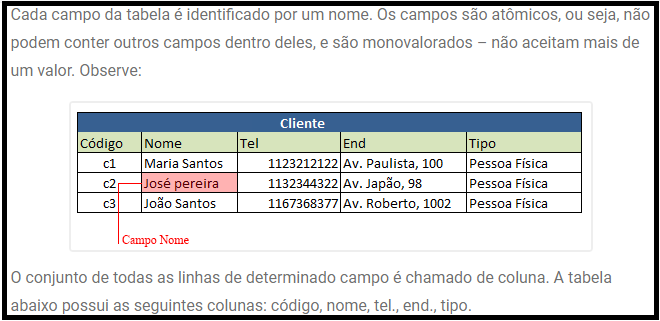 Cada campo da tabela é identificado por um nome. Os campos são atômicos, ou seja, não
podem conter outros campos dentro deles, e são monovalorados – não aceitam mais de
um valor. Observe:
Cliente
Código Nome Tel End Tipo
c1 Maria Santos 1123212122 Av. Paulista, 100 Pessoa Física
c2 José pereira 1132344322 Av. Japão, 98 Pessoa Física
c3 João Santos 1167368377 Av. Roberto, 1002 Pessoa Física
Campo Nome
O conjunto de todas as linhas de determinado campo é chamado de coluna. A tabela
abaixo possui as seguintes colunas: código, nome, tel., end., tipo.